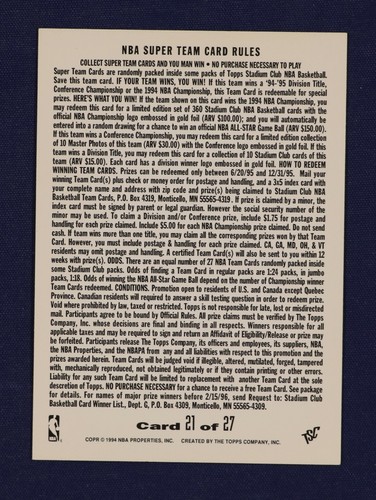 NBA SUPER TEAM CARD RULES
COLLECT SUPER TEAM CARDS AND YOU MAY WIN • NO PURCHASE NECESSARY TO PLAY
Super Team Cards are randomly packed inside some packs of Topps Stadium Club NBA Basketball.
Save this team card. IF YOUR TEAM WINS, YOU WIN! If this team wins a '94-'95 Division Title,
Conference Championship or the 1994 NBA Championship, this Team Card is redeemable for special
prizes. HERE'S WHAT YOU WIN! If the team shown on this card wins the 1994 NBA Championship, you
may redeem this card for a limited edition set of 360 Stadium Club NBA Basketball cards with the
official NBA Championship logo embossed in gold foil (ARV $100.00); and you will automatically be
entered into a random drawing for a chance to win an official NBA ALL-STAR Game Ball (ARV $150.00).
If this team wins a Conference Championship, you may redeem this card for a limited edition collection
of 10 Master Photos of this team (ARV $30.00) with the Conference logo embossed in gold foil. If this
team wins a Division Title, you may redeem this card for a collection of 10 Stadium Club cards of this
team (ARV $15.00). Each card has a division winner logo embossed in gold foil. HOW TO REDEEM
WINNING TEAM CARDS. Prizes can be redeemed only between 6/20/95 and 12/31/95. Mail your
winning Team Card(s) plus check or money order for postage and handling, and a 3x5 index card with
your complete name and address with zip code and prize(s) being claimed to Stadium Club NBA
Basketball Team Cards, P.O. Box 4319, Monticello, MN 55565-4319. If prize is claimed by a minor, the
index card must be signed by parent or legal guardian. However the social security number of the
minor may be used. To claim a Division and/or Conference prize, include $1.75 for postage and
handling for each prize claimed. Include $5.00 for each NBA Championship prize claimed. Do not send
cash. If team wins more than one title, you may claim all the corresponding prizes won by that Team
Card. However, you must include postage & handling for each prize claimed. CA, GA, MD, OH, & VT
residents may omit postage and handling. A certified Team Card(s) will also be sent to you within 12
weeks with prize(s). ODDS. There are an equal number of 27 NBA Team Cards randomly packed inside
some Stadium Club packs. Odds of finding a Team Card in regular packs are 1:24 packs, in jumbo
packs, 1:18. Odds of winning the NBA All-Star Game Ball depend on the number of Championship winner
Team Cards redeemed. CONDITIONS. Promotion open to residents of U.S. and Canada except Quebec
Province. Canadian residents will be required to answer a skill testing question in order to redeem prize.
Void where prohibited by law, taxed or restricted. Topps is not responsible for late, lost or misdirected
mail. Participants agree to be bound by Official Rules. All prize claims must be verified by The Topps
Company, Inc. whose decisions are final and binding in all respects. Winners responsible for all
applicable taxes and may be required to sign and return an Affidavit of Eligibility/Release or prize may
be forfeited. Participants release The Topps Company, its officers and employees, its suppliers, NBA,
the NBA Properties, and the NBAPA from any and all liabilities with respect to this promotion and the
prizes awarded herein. Team Cards will be judged void if illegible, altered, mutilated, forged, tampered
with, mechanically reproduced, not obtained legitimately or if they contain printing or other errors.
Liability for any such Team Card will be limited to replacement with another Team Card at the sole
descretion of Topps. NO PURCHASE NECESSARY for a chance to receive a free Team Card. See package
for details. For names of major prize winners before 2/15/96, send Request to: Stadium Club
Basketball Card Winner List, Dept. G, P.O. Box 4309, Monticello, MN 55565-4309.
Card 21 of 27
COPR © 1994 NBA PROPERTIES, INC. CREATED BY THE TOPPS COMPANY, INC.
TSC